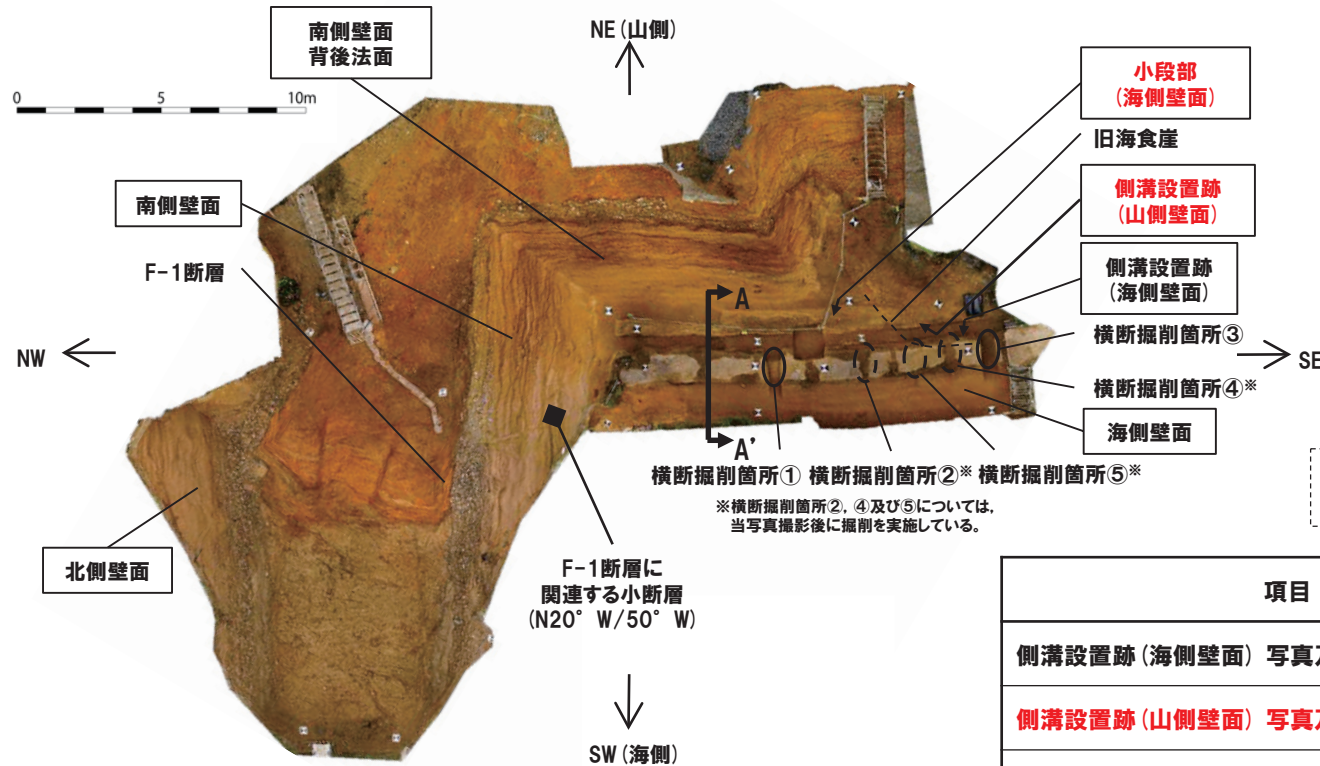 NE(山側)
南側壁面
背後法面
0 5 10m
小段部
(海側壁面)
旧海食崖
側溝設置跡
(山側壁面)
南側壁面
F-1断層
側溝設置跡
(海側壁面)
A
NW
横断掘削箇所③
SE
横断掘削箇所④※
海側壁面
A'
横断掘削箇所① 横断掘削箇所②※ 横断掘削箇所⑤※
※横断掘削箇所②,④及び⑤については,
当写真撮影後に掘削を実施している。
北側壁面
F-1断層に
関連する小断層
(N20°W/50°W)
SW(海側)
項目
側溝設置跡(海側壁面) 写真
側溝設置跡(山側壁面) 写真